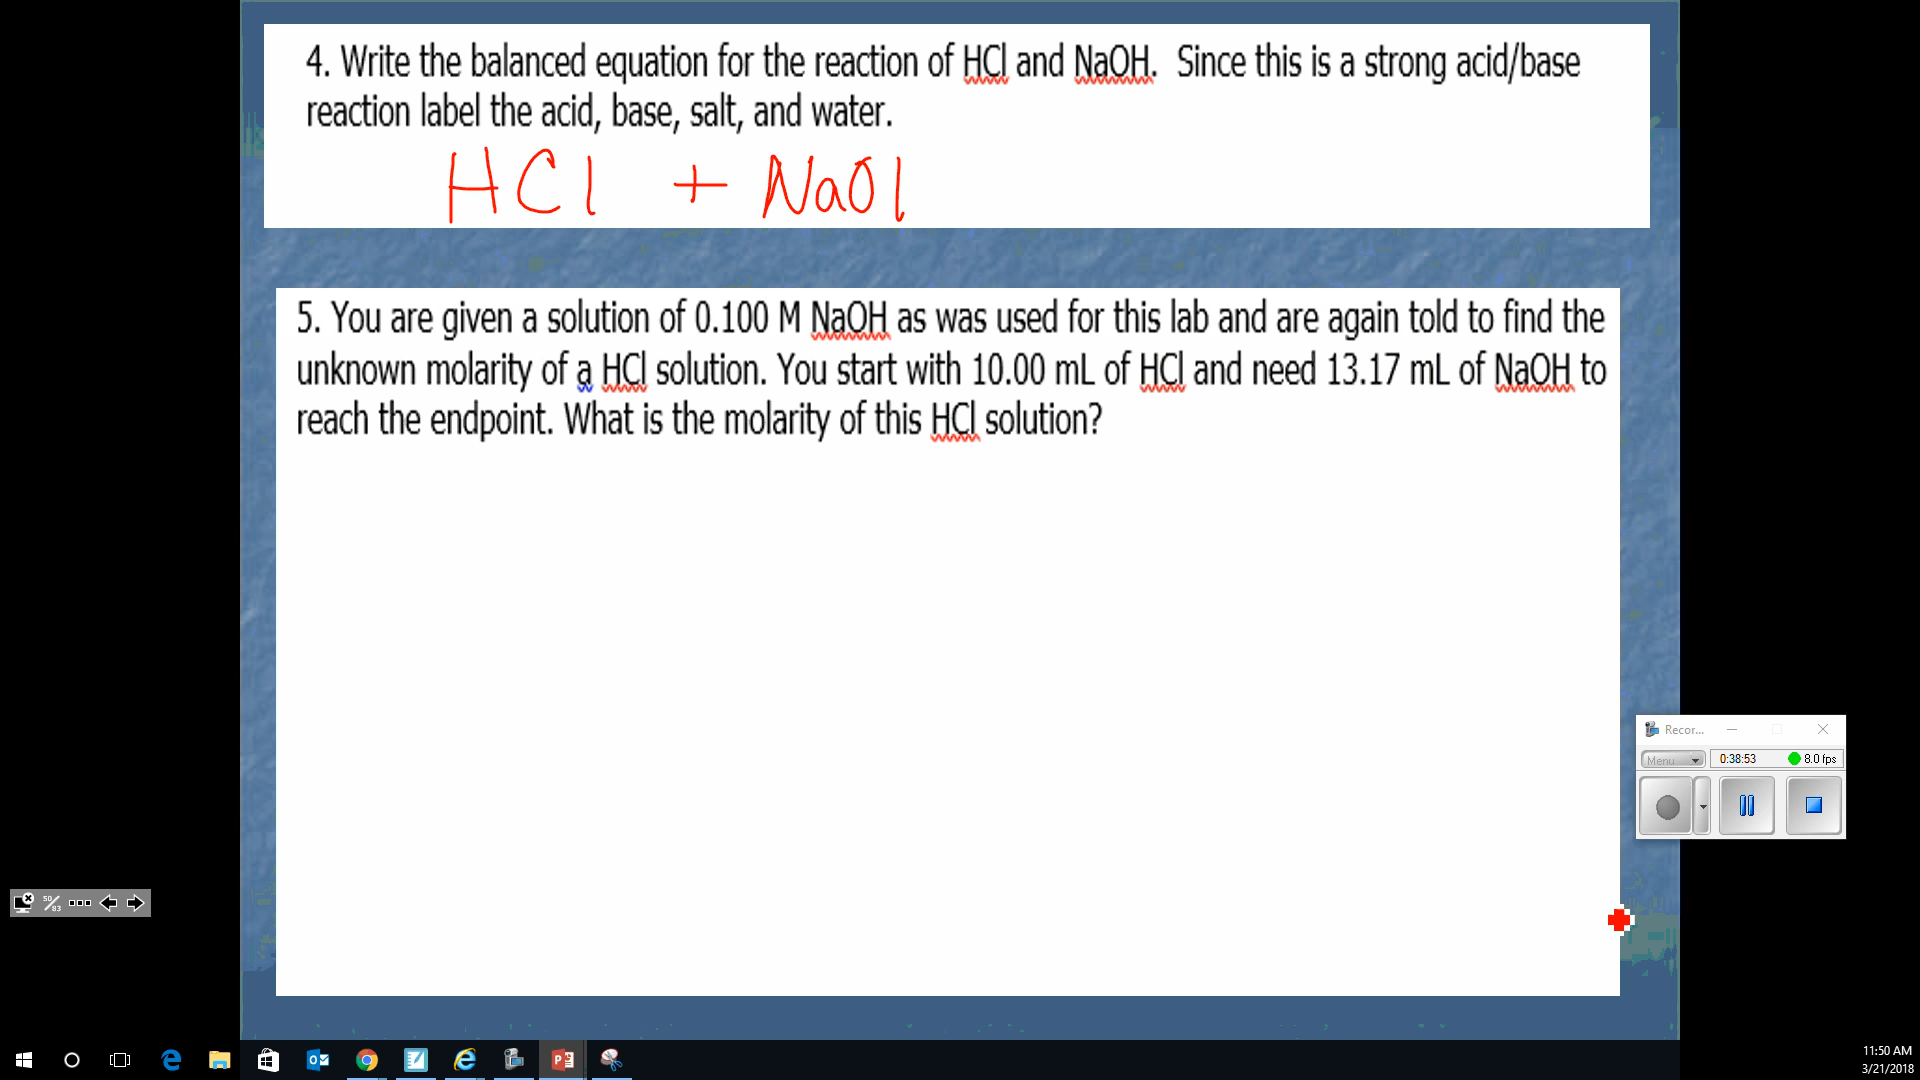 4. Write the balanced equation for the reaction of HCl and NaOH. Since this is a strong acid/base
reaction label the acid, base, salt, and water.
HCl + NaOl
5. You are given a solution of 0.100 M NaOH as was used for this lab and are again told to find the
unknown molarity of a HCl solution. You start with 10.00 mL of HCl and need 13.17 mL of NaOH to
reach the endpoint. What is the molarity of this HCl solution?
Recor...
Menu 0:38:53 8.0 fps
50/83
11:50 AM
3/21/2018